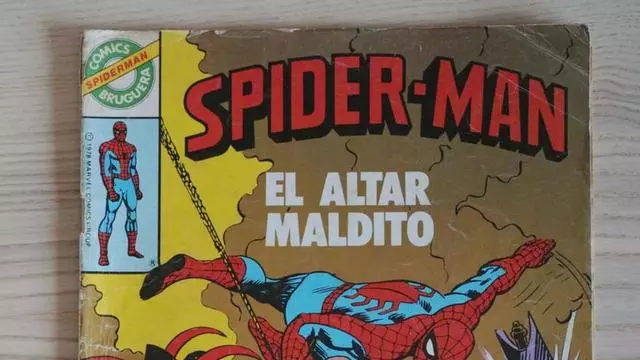 COMICS
SPIDERMAN
BRUGUERA
SPIDER-MAN
© 1978 MARVEL COMICS GROUP
EL ALTAR
MALDITO